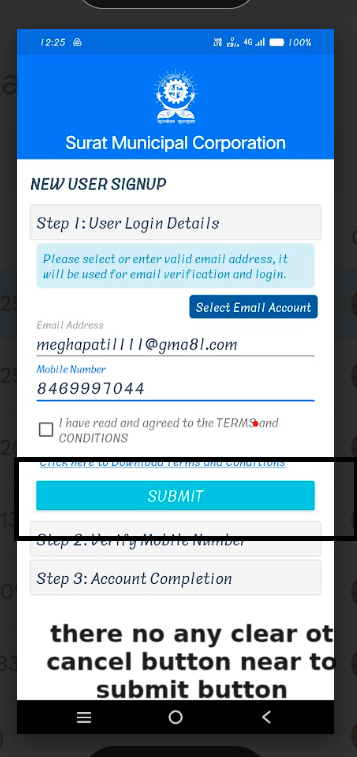 12:25 4G 100%
Surat Municipal Corporation
NEW USER SIGNUP
Step 1: User Login Details
Please select or enter valid email address, it
will be used for email verification and login.
Select Email Account
Email Address
meghapati1111@gma8l.com
Mobile Number
8469997044
I have read and agreed to the TERMS and
CONDITIONS
Click here to Download Terms and Conditions
SUBMIT
Step 2: Verify Mobile Number
Step 3: Account Completion
there no any clear ot
cancel button near to
submit button